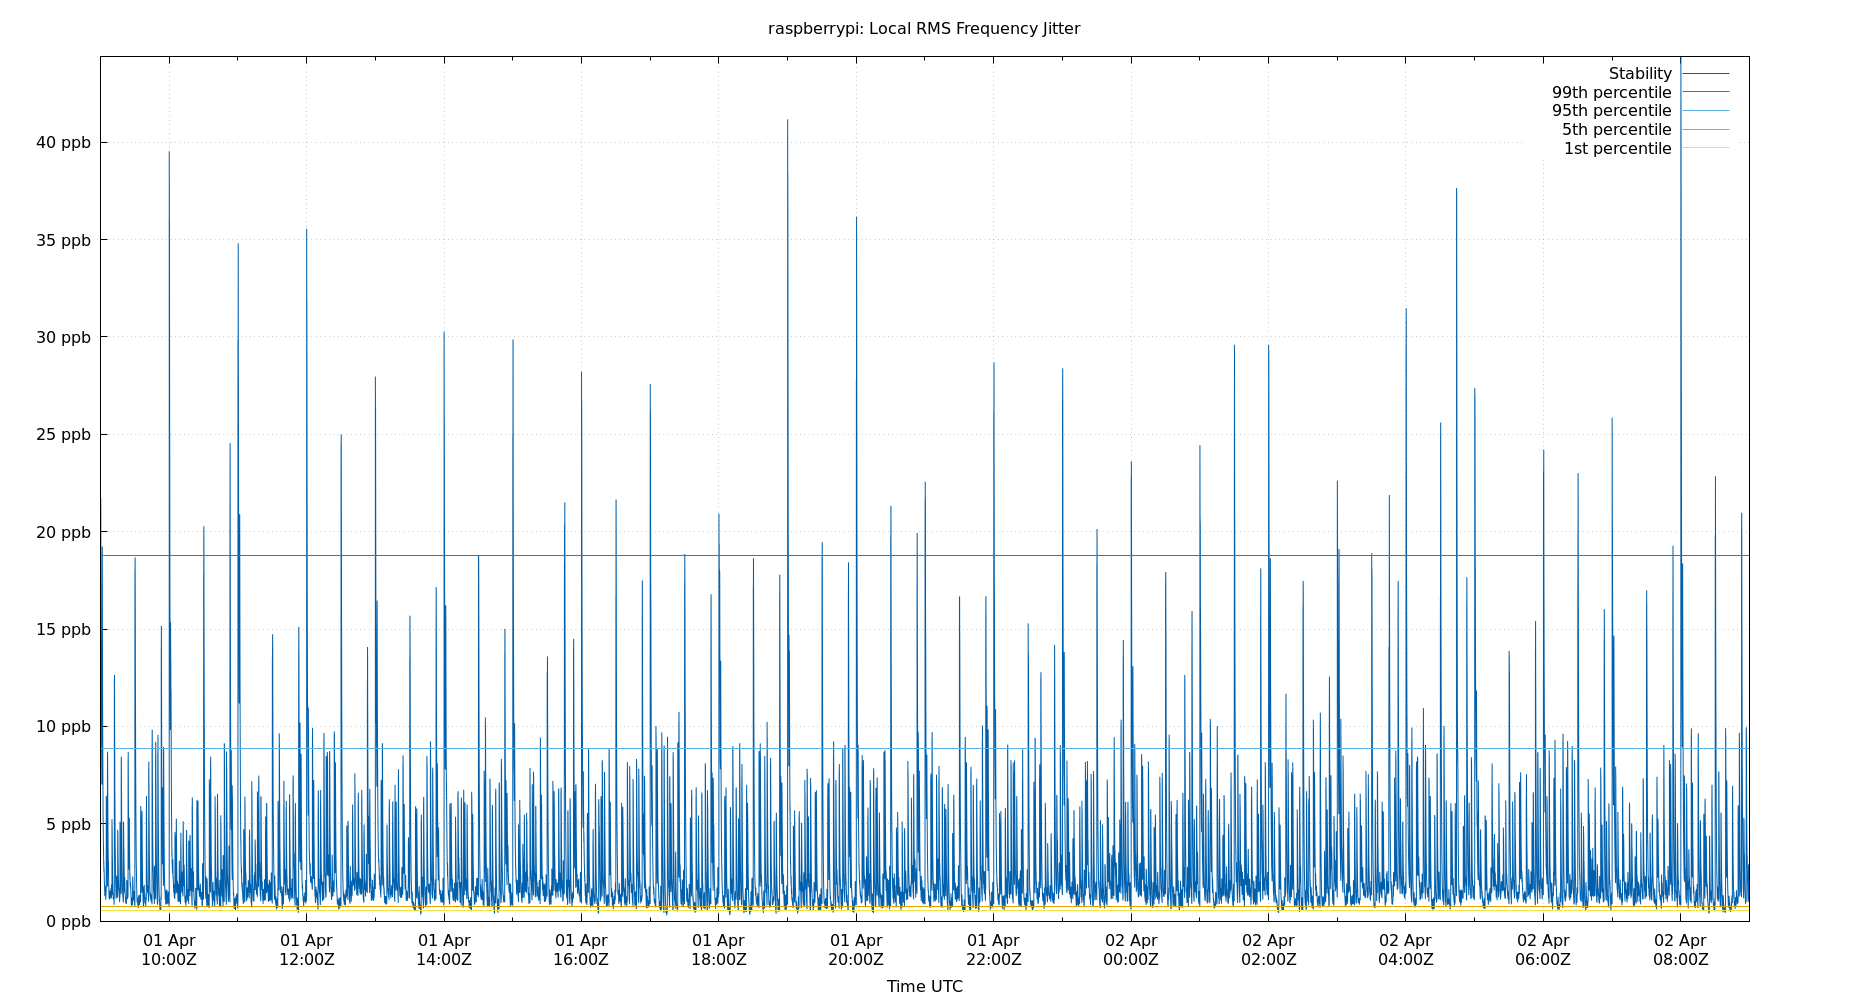 raspberrypi: Local RMS Frequency Jitter
Stability
99th percentile
95th percentile
5th percentile
1st percentile
40 ppb
35 ppb
30 ppb
25 ppb
20 ppb
15 ppb
10 ppb
5 ppb
0 ppb
01 Apr 01 Apr 01 Apr 01 Apr 01 Apr 01 Apr 01 Apr 02 Apr 02 Apr 02 Apr 02 Apr 02 Apr
10:00Z 12:00Z 14:00Z 16:00Z 18:00Z 20:00Z 22:00Z 00:00Z 02:00Z 04:00Z 06:00Z 08:00Z
Time UTC